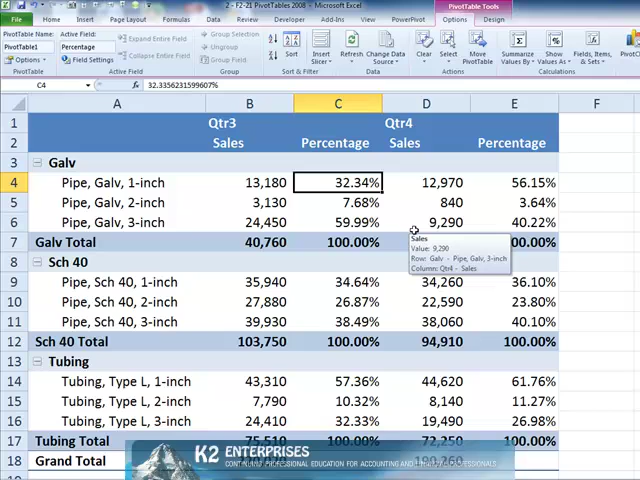 2 - F2-21 PivotTables 2008 - Microsoft Excel
PivotTable Tools
File Home Insert Page Layout Formulas Data Review Developer Add-Ins View PowerPivot Options Design
PivotTable Name: Active Field:
PivotTable1 Percentage
Options Field Settings
Expand Entire Field
Collapse Entire Field
Group Selection
Ungroup
Group Field
Sort Insert Slicer Refresh Change Data Source Clear Select Move PivotTable Summarize Values By Show Values As Fields, Items, & Sets
PivotTable Active Field Group Sort & Filter Data Actions Calculations
C4 fx 32.3356231599607%
A B C D E F
1 Qtr3 Qtr4
2 Sales Percentage Sales Percentage
3 Galv
4 Pipe, Galv, 1-inch 13,180 32.34% 12,970 56.15%
5 Pipe, Galv, 2-inch 3,130 7.68% 840 3.64%
6 Pipe, Galv, 3-inch 24,450 59.99% 9,290 40.22%
7 Galv Total 40,760 100.00% 100.00%
Sales
Value: 9,290
Row: Galv - Pipe, Galv, 3-inch
Column: Qtr4 - Sales
8 Sch 40
9 Pipe, Sch 40, 1-inch 35,940 34.64% 34,260 36.10%
10 Pipe, Sch 40, 2-inch 27,880 26.87% 22,590 23.80%
11 Pipe, Sch 40, 3-inch 39,930 38.49% 38,060 40.10%
12 Sch 40 Total 103,750 100.00% 94,910 100.00%
13 Tubing
14 Tubing, Type L, 1-inch 43,310 57.36% 44,620 61.76%
15 Tubing, Type L, 2-inch 7,790 10.32% 8,140 11.27%
16 Tubing, Type L, 3-inch 24,410 32.33% 19,490 26.98%
17 Tubing Total 75,510 100.00% 72,250 100.00%
18 Grand Total 190,260
K2 ENTERPRISES